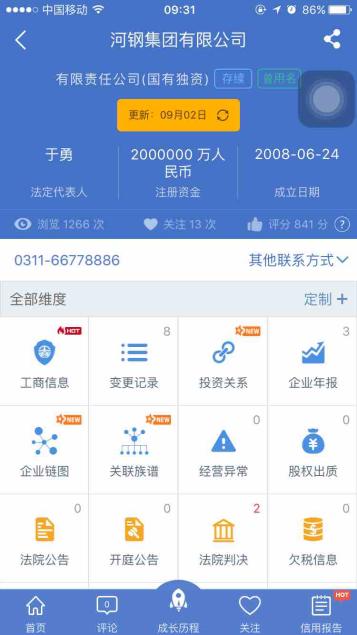 中国移动 09:31 86%
河钢集团有限公司
有限责任公司(国有独资) 存续 曾用名
更新：09月02日
于勇 2000000 万人民币 2008-06-24
法定代表人 注册资金 成立日期
浏览 1266 次 关注 13 次 评分 841 分 ?
0311-66778886 其他联系方式
全部维度 定制 +
HOT 8 NEW 3
工商信息 变更记录 投资关系 企业年报
NEW NEW 0 0
企业链图 关联族谱 经营异常 股权出质
0 0 2 0
法院公告 开庭公告 法院判决 欠税信息
0 HOT
首页 评论 成长历程 关注 信用报告